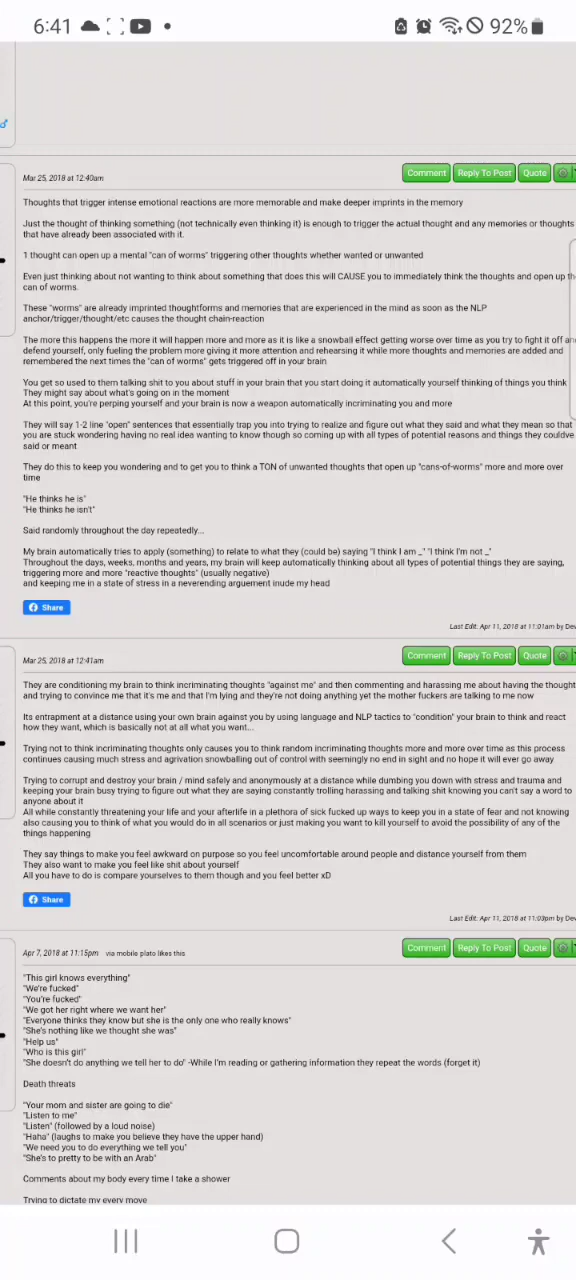 6:41
92%
Mar 25, 2018 at 12:40am
Comment
Reply To Post
Quote
Thoughts that trigger intense emotional reactions are more memorable and make deeper imprints in the memory
Just the thought of thinking something (not technically even thinking it) is enough to trigger the actual thought and any memories or thoughts
that have already been associated with it.
1 thought can open up a mental "can of worms" triggering other thoughts whether wanted or unwanted
Even just thinking about not wanting to think about something that does this will CAUSE you to immediately think the thoughts and open up th
can of worms.
These "worms" are already imprinted thoughtforms and memories that are experienced in the mind as soon as the NLP
anchor/trigger/thought/etc causes the thought chain-reaction
The more this happens the more it will happen more and more as it is like a snowball effect getting worse over time as you try to fight it off an
defend yourself, only fueling the problem more giving it more attention and rehearsing it while more thoughts and memories are added and
remembered the next times the "can of worms" gets triggered off in your brain
You get so used to them talking shit to you about stuff in your brain that you start doing it automatically yourself thinking of things you think
They might say about what's going on in the moment
At this point, you're perping yourself and your brain is now a weapon automatically incriminating you and more
They will say 1-2 line "open" sentences that essentially trap you into trying to realize and figure out what they said and what they mean so that
you are stuck wondering having no real idea wanting to know though so coming up with all types of potential reasons and things they couldve
said or meant
They do this to keep you wondering and to get you to think a TON of unwanted thoughts that open up "cans-of-worms" more and more over
time
"He thinks he is"
"He thinks he isn't"
Said randomly throughout the day repeatedly...
My brain automatically tries to apply (something) to relate to what they (could be) saying "I think I am _" "I think I'm not _"
Throughout the days, weeks, months and years, my brain will keep automatically thinking about all types of potential things they are saying,
triggering more and more "reactive thoughts" (usually negative)
and keeping me in a state of stress in a neverending arguement inude my head
Share
Last Edit: Apr 11, 2018 at 11:01am by Dev
Mar 25, 2018 at 12:41am
Comment
Reply To Post
Quote
They are conditioning my brain to think incriminating thoughts "against me" and then commenting and harassing me about having the thought
and trying to convince me that it's me and that I'm lying and they're not doing anything yet the mother fuckers are talking to me now
Its entrapment at a distance using your own brain against you by using language and NLP tactics to "condition" your brain to think and react
how they want, which is basically not at all what you want...
Trying not to think incriminating thoughts only causes you to think random incriminating thoughts more and more over time as this process
continues causing much stress and agrivation snowballing out of control with seemingly no end in sight and no hope it will ever go away
Trying to corrupt and destroy your brain / mind safely and anonymously at a distance while dumbing you down with stress and trauma and
keeping your brain busy trying to figure out what they are saying constantly trolling harassing and talking shit knowing you can't say a word to
anyone about it
All while constantly threatening your life and your afterlife in a plethora of sick fucked up ways to keep you in a state of fear and not knowing
also causing you to think of what you would do in all scenarios or just making you want to kill yourself to avoid the possibility of any of the
things happening
They say things to make you feel awkward on purpose so you feel uncomfortable around people and distance yourself from them
They also want to make you feel like shit about yourself
All you have to do is compare yourselves to them though and you feel better xD
Share
Last Edit: Apr 11, 2018 at 11:03pm by Dev
Apr 7, 2018 at 11:15pm via mobile plato likes this
Comment
Reply To Post
Quote
"This girl knows everything"
"We're fucked"
"You're fucked"
"We got her right where we want her"
"Everyone thinks they know but she is the only one who really knows"
"She's nothing like we thought she was"
"Help us"
"Who is this girl"
"She doesn't do anything we tell her to do" -While I'm reading or gathering information they repeat the words (forget it)
Death threats
"Your mom and sister are going to die"
"Listen to me"
"Listen" (followed by a loud noise)
"Haha" (laughs to make you believe they have the upper hand)
"We need you to do everything we tell you"
"She's to pretty to be with an Arab"
Comments about my body every time I take a shower
Trying to dictate my every move